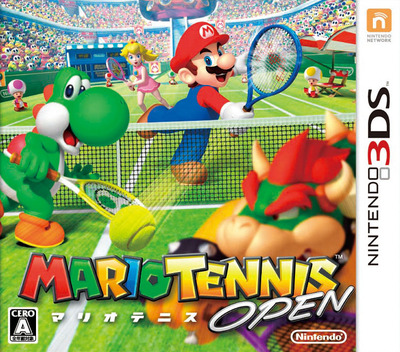 NINTENDO
NETWORK
NINTENDO 3DS
MARIO TENNIS
OPEN
マリオテニス
CERO
A
Nintendo